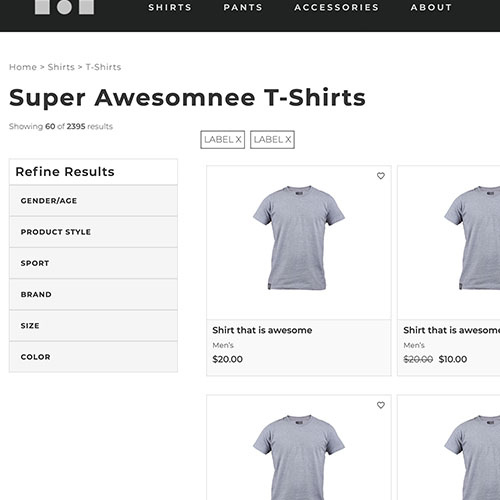 SHIRTS PANTS ACCESSORIES ABOUT
Home > Shirts > T-Shirts
Super Awesomnee T-Shirts
Showing 60 of 2395 results
LABEL X LABEL X
Refine Results
GENDER/AGE
PRODUCT STYLE
SPORT
BRAND
SIZE
COLOR
Shirt that is awesome
Men's
$20.00
Shirt that is awesome
Men's
$20.00 $10.00